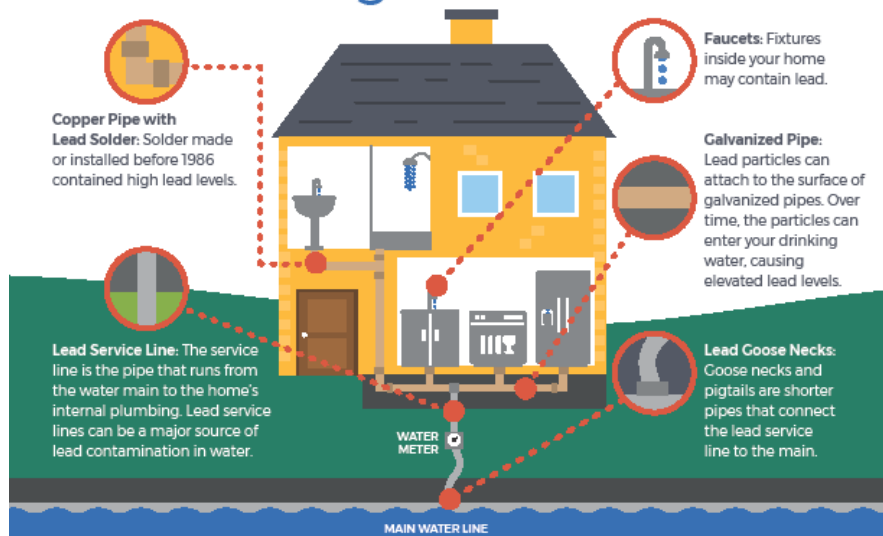 Copper Pipe with
Lead Solder: Solder made
or installed before 1986
contained high lead levels.
Faucets: Fixtures
inside your home
may contain lead.
Galvanized Pipe:
Lead particles can
attach to the surface of
galvanized pipes. Over
time, the particles can
enter your drinking
water, causing
elevated lead levels.
Lead Service Line: The service
line is the pipe that runs from
the water main to the home's
internal plumbing. Lead service
lines can be a major source of
lead contamination in water.
Lead Goose Necks:
Goose necks and
pigtails are shorter
pipes that connect
the lead service
line to the main.
WATER
METER
MAIN WATER LINE